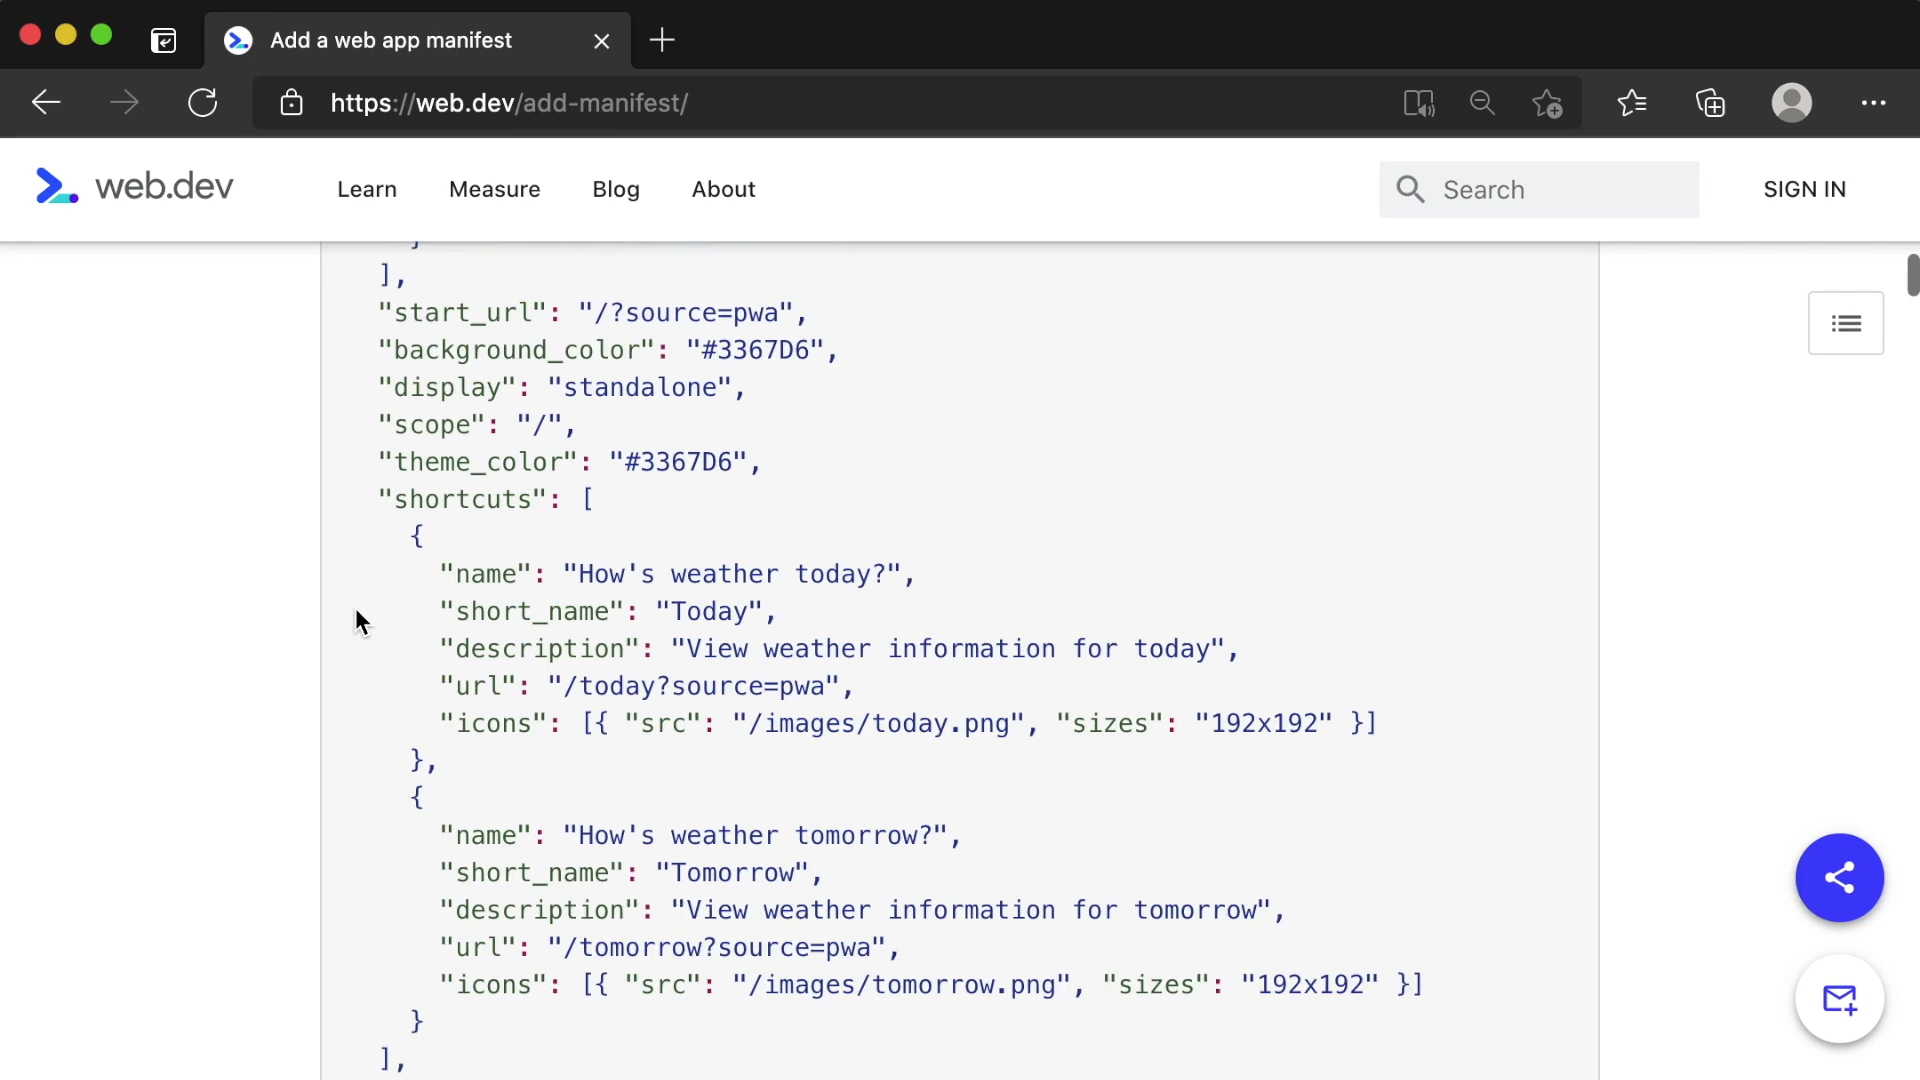 Add a web app manifest
https://web.dev/add-manifest/
web.dev
Learn
Measure
Blog
About
Search
SIGN IN
}
],
"start_url": "/?source=pwa",
"background_color": "#3367D6",
"display": "standalone",
"scope": "/",
"theme_color": "#3367D6",
"shortcuts": [
{
"name": "How's weather today?",
"short_name": "Today",
"description": "View weather information for today",
"url": "/today?source=pwa",
"icons": [{ "src": "/images/today.png", "sizes": "192x192" }]
},
{
"name": "How's weather tomorrow?",
"short_name": "Tomorrow",
"description": "View weather information for tomorrow",
"url": "/tomorrow?source=pwa",
"icons": [{ "src": "/images/tomorrow.png", "sizes": "192x192" }]
}
],